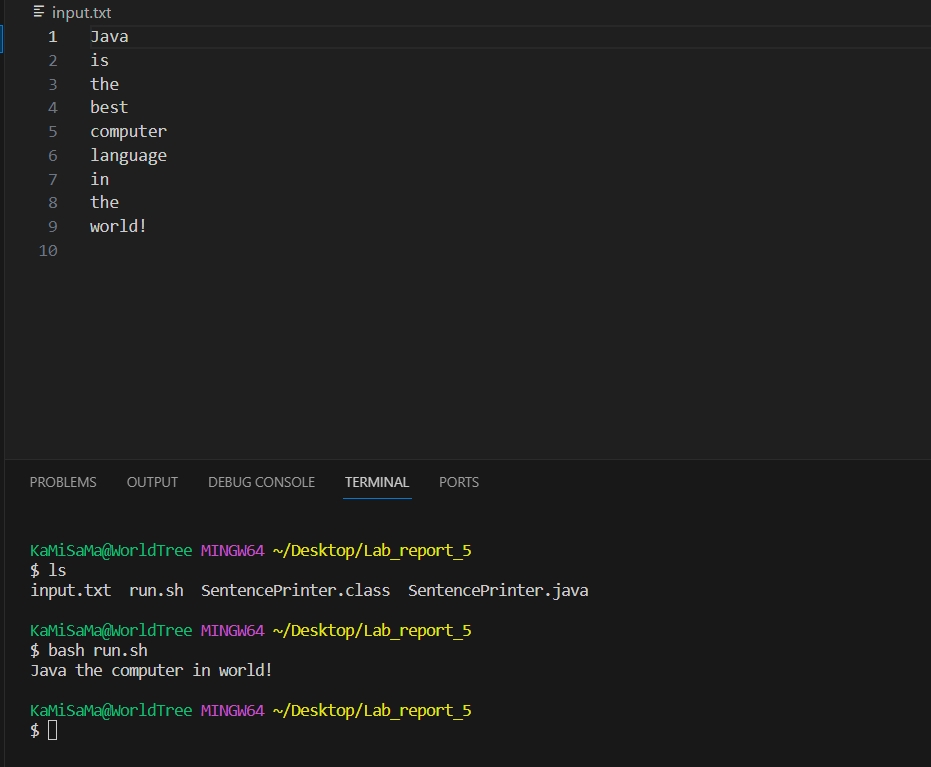 input.txt
1 Java
2 is
3 the
4 best
5 computer
6 language
7 in
8 the
9 world!
10
PROBLEMS OUTPUT DEBUG CONSOLE TERMINAL PORTS
KaMiSaMa@WorldTree MINGW64 ~/Desktop/Lab_report_5
$ ls
input.txt run.sh SentencePrinter.class SentencePrinter.java
KaMiSaMa@WorldTree MINGW64 ~/Desktop/Lab_report_5
$ bash run.sh
Java the computer in world!
KaMiSaMa@WorldTree MINGW64 ~/Desktop/Lab_report_5
$